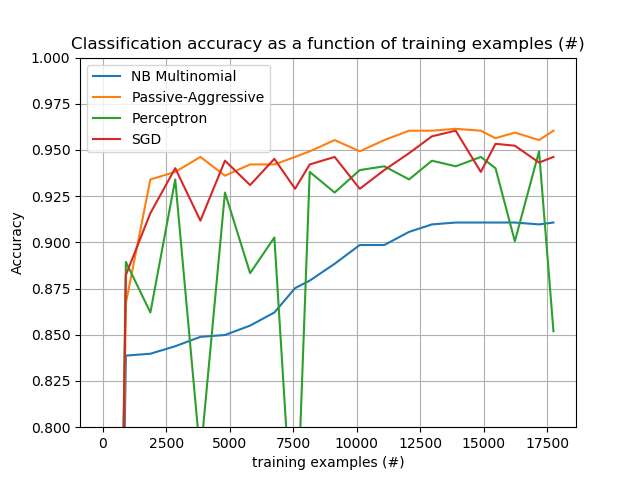 Classification accuracy as a function of training examples (#)
NB Multinomial
Passive-Aggressive
Perceptron
SGD
1.000
0.975
0.950
0.925
0.900
0.875
0.850
0.825
0.800
Accuracy
0 2500 5000 7500 10000 12500 15000 17500
training examples (#)